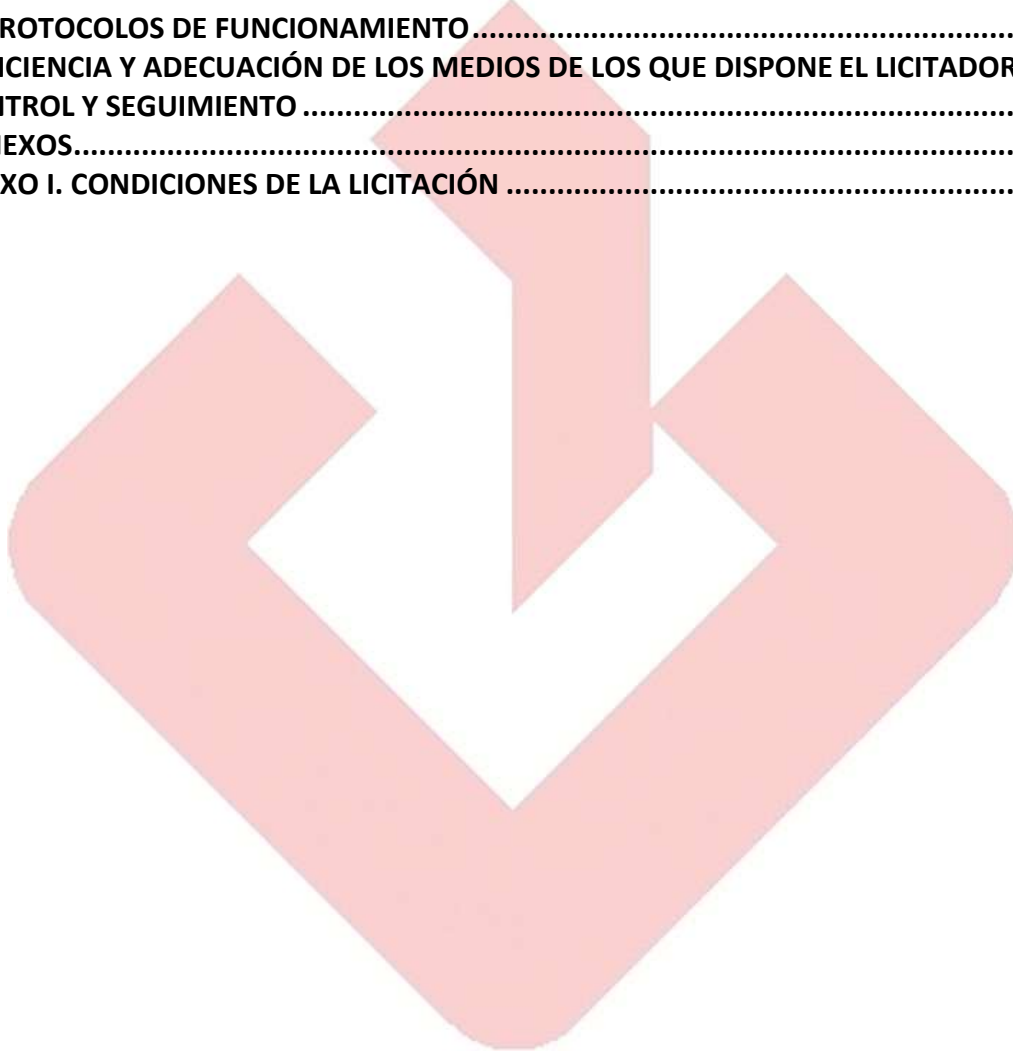 ROTOCOLOS DE FUNCIONAMIENTO..........................................................................
ICIENCIA Y ADECUACIÓN DE LOS MEDIOS DE LOS QUE DISPONE EL LICITADOR
ITROL Y SEGUIMIENTO..........................................................................
IEXOS..........................................................................
XO I. CONDICIONES DE LA LICITACIÓN..........................................................................